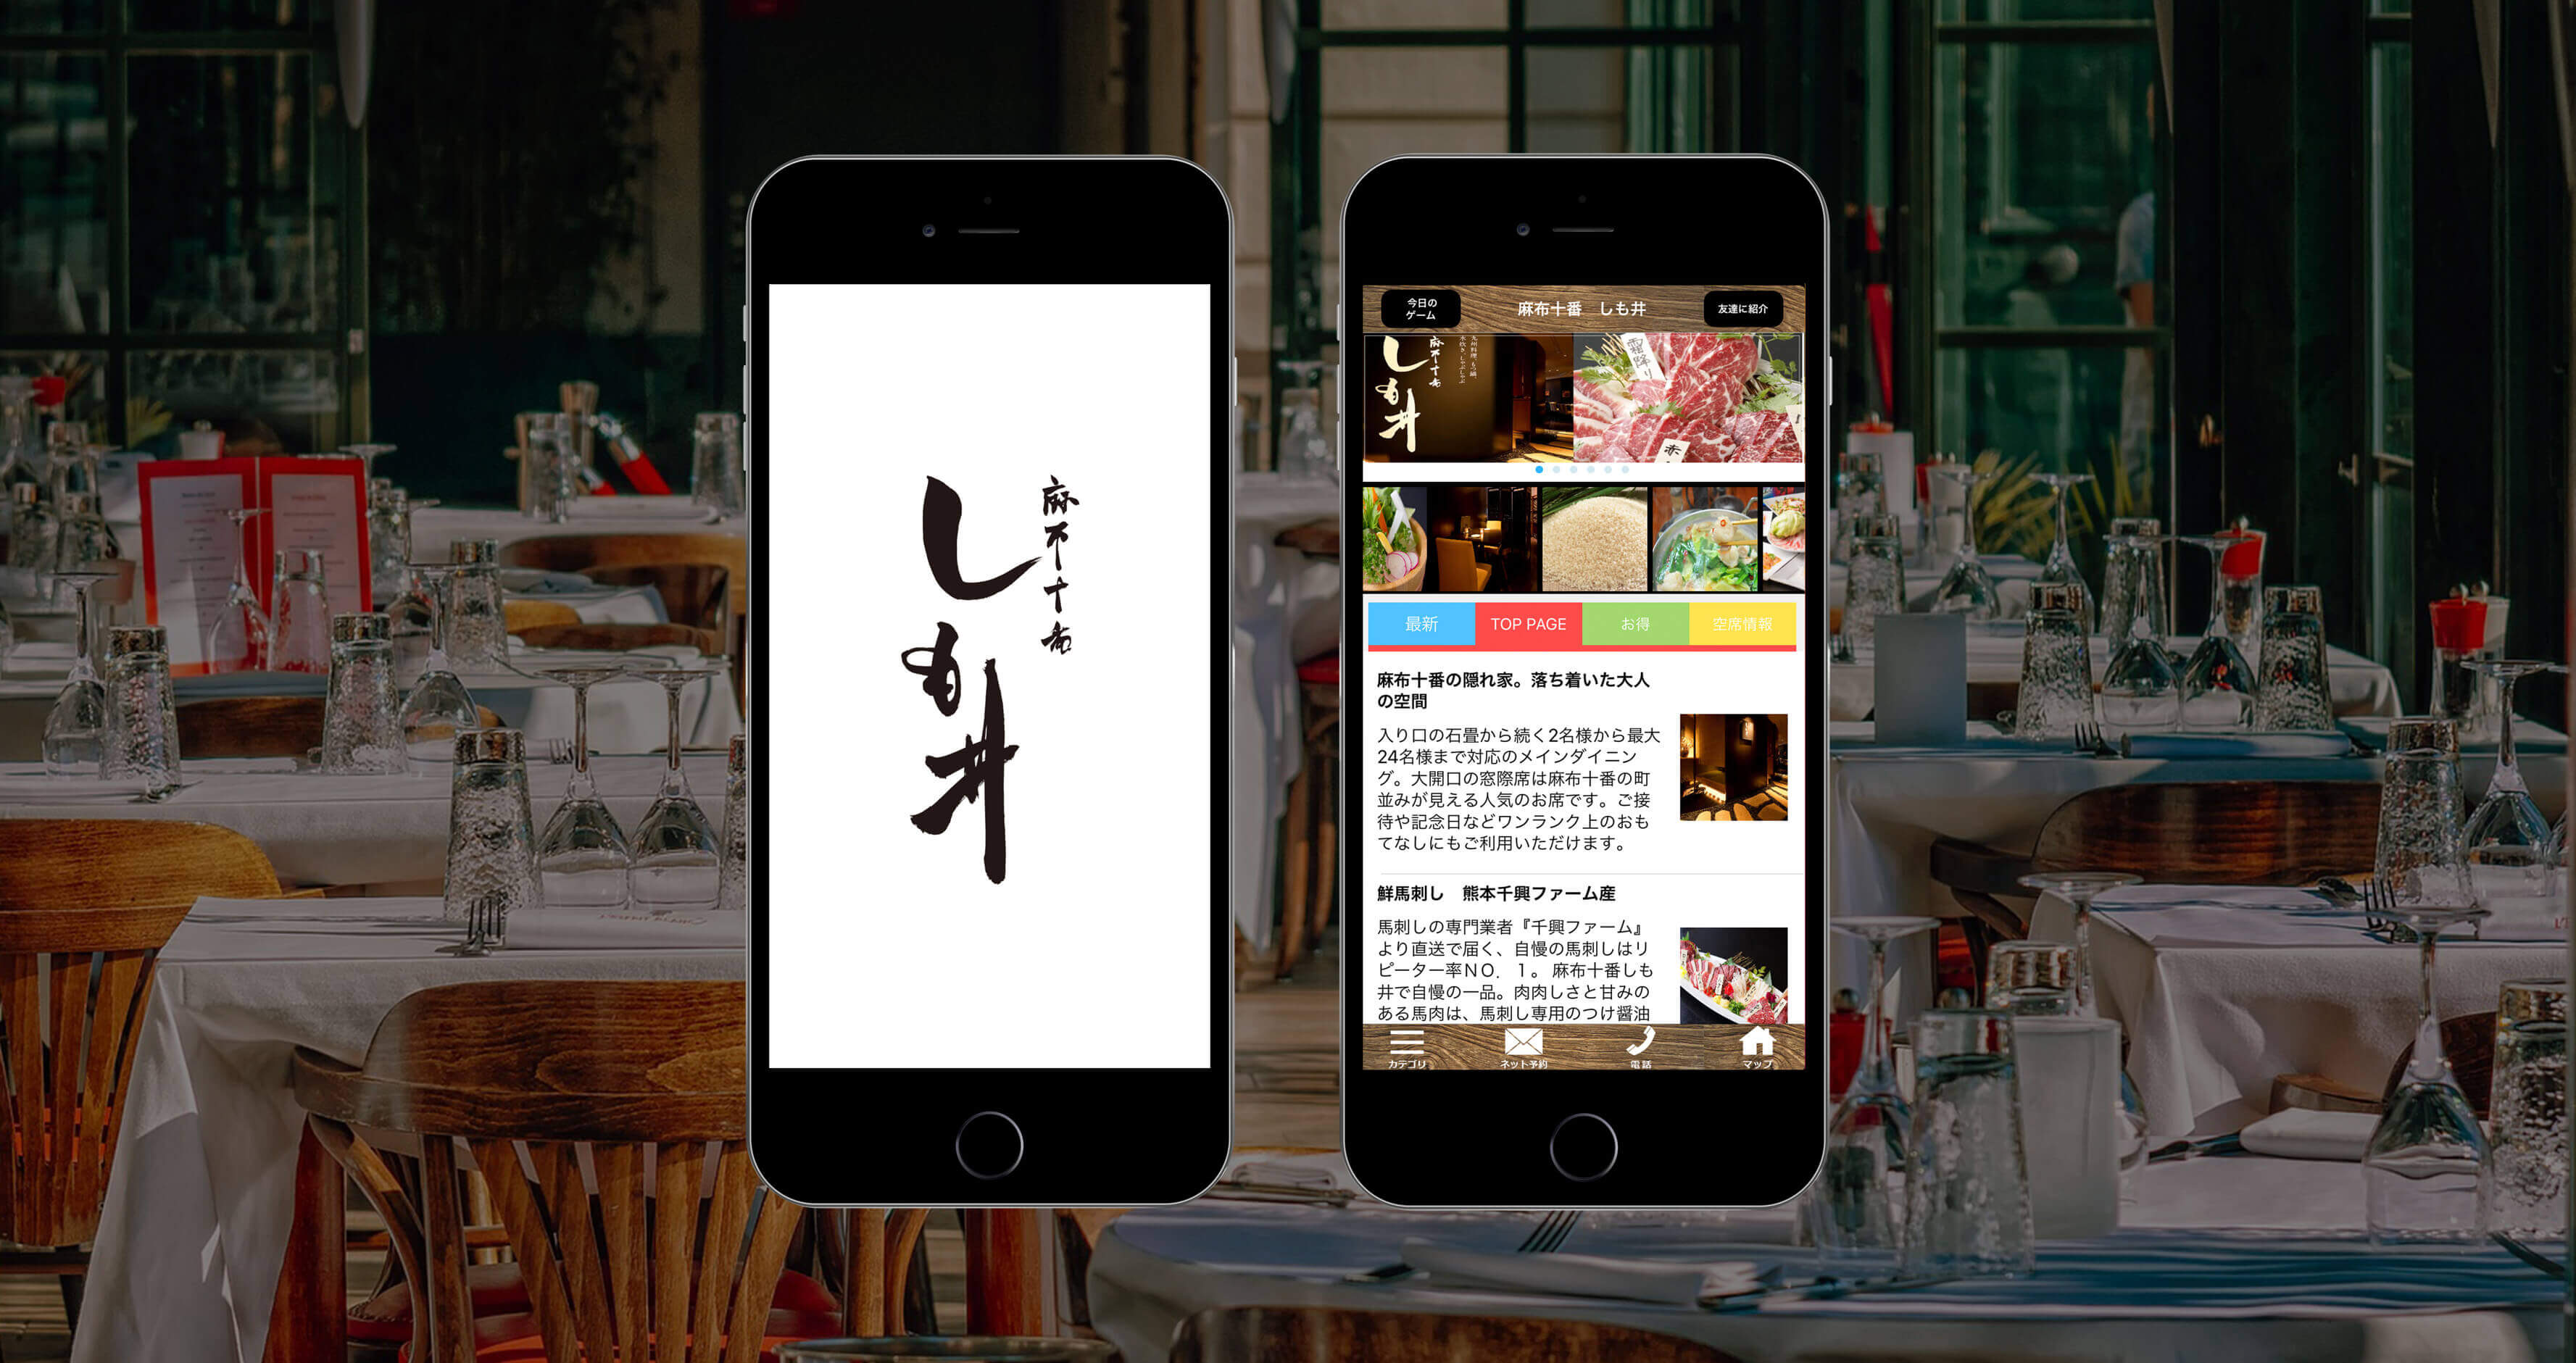 しも井
麻布十番
今日の
ゲーム
麻布十番　しも井
友達に紹介
しも井
麻布十番
霜降り
最新
TOP PAGE
お得
空席情報
麻布十番の隠れ家。落ち着いた大人
の空間
入り口の石畳から続く2名様から最大
24名様まで対応のメインダイニン
グ。大開口の窓際席は麻布十番の町
並みが見える人気のお席です。ご接
待や記念日などワンランク上のおも
てなしにもご利用いただけます。
鮮馬刺し　熊本千興ファーム産
馬刺しの専門業者『千興ファーム』
より直送で届く、自慢の馬刺しはリ
ピーター率ＮＯ．１。麻布十番しも
井で自慢の一品。肉肉しさと甘みの
ある馬肉は、馬刺し専用のつけ醤油
カテゴリ
ネット予約
電話
マップ